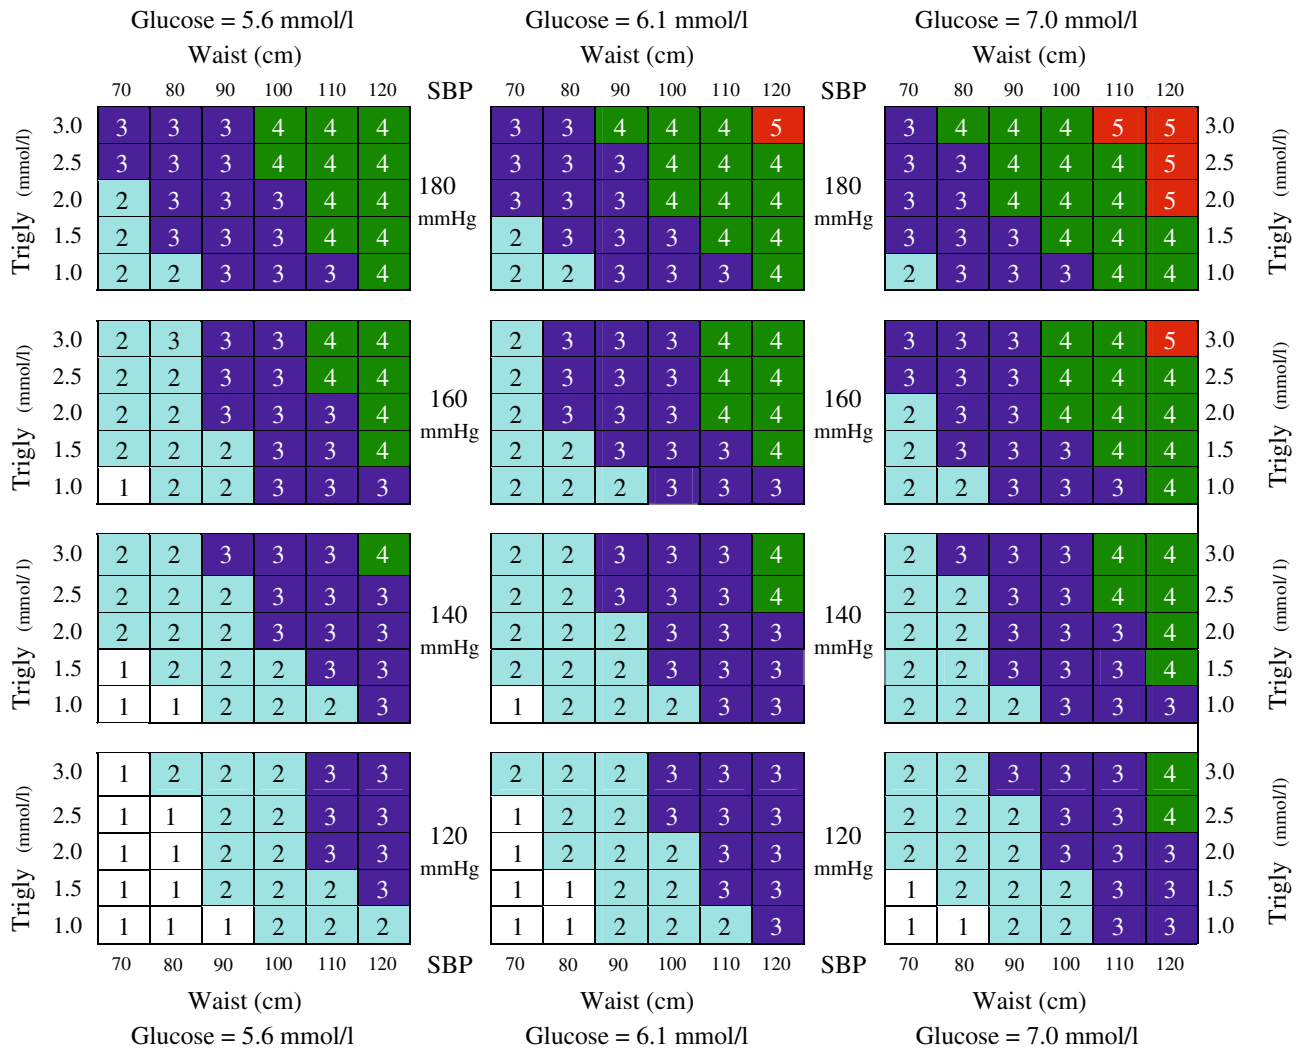 Glucose = 5.6 mmol/l Glucose = 6.1 mmol/l Glucose = 7.0 mmol/l
Waist (cm) Waist (cm) Waist (cm)
70 80 90 100 110 120 SBP 70 80 90 100 110 120 SBP 70 80 90 100 110 120
Trigly (mmol/l)
3.0 3 3 3 4 4 4 3 3 4 4 4 5 3 4 4 4 5 5 3.0
2.5 3 3 3 4 4 4 3 3 3 4 4 4 3 3 4 4 4 5 2.5
180 180
2.0 2 3 3 3 4 4 3 3 3 4 4 4 3 3 4 4 4 5 2.0
mmHg mmHg
1.5 2 3 3 3 4 4 2 3 3 3 4 4 3 3 3 4 4 4 1.5
1.0 2 2 3 3 3 4 2 2 3 3 3 4 2 3 3 3 4 4 1.0
Trigly (mmol/l)
Trigly (mmol/l)
3.0 2 3 3 3 4 4 2 3 3 3 4 4 3 3 3 4 4 5 3.0
2.5 2 2 3 3 4 4 2 3 3 3 4 4 3 3 3 4 4 4 2.5
160 160
2.0 2 2 3 3 3 4 2 3 3 3 4 4 2 3 3 4 4 4 2.0
mmHg mmHg
1.5 2 2 2 3 3 4 2 2 3 3 3 4 2 3 3 3 4 4 1.5
1.0 1 2 2 3 3 3 2 2 2 3 3 3 2 2 3 3 3 4 1.0
Trigly (mmol/l)
Trigly (mmol/ l)
3.0 2 2 3 3 3 4 2 2 3 3 3 4 2 3 3 3 4 4 3.0
2.5 2 2 2 3 3 3 2 2 3 3 3 4 2 2 3 3 4 4 2.5
140 140
2.0 2 2 2 3 3 3 2 2 2 3 3 3 2 2 3 3 3 4 2.0
mmHg mmHg
1.5 1 2 2 2 3 3 2 2 2 3 3 3 2 2 3 3 3 4 1.5
1.0 1 1 2 2 2 3 1 2 2 2 3 3 2 2 2 3 3 3 1.0
Trigly (mmol/ l)
Trigly (mmol/l)
3.0 1 2 2 2 3 3 2 2 2 3 3 3 2 2 3 3 3 4 3.0
2.5 1 1 2 2 3 3 1 2 2 3 3 3 2 2 2 3 3 4 2.5
120 120
2.0 1 1 2 2 3 3 1 2 2 2 3 3 2 2 2 3 3 3 2.0
mmHg mmHg
1.5 1 1 2 2 2 3 1 1 2 2 3 3 1 2 2 2 3 3 1.5
1.0 1 1 1 2 2 2 1 1 2 2 2 3 1 1 2 2 3 3 1.0
Trigly (mmol/l)
70 80 90 100 110 120 SBP 70 80 90 100 110 120 SBP 70 80 90 100 110 120
Waist (cm) Waist (cm) Waist (cm)
Glucose = 5.6 mmol/l Glucose = 6.1 mmol/l Glucose = 7.0 mmol/l